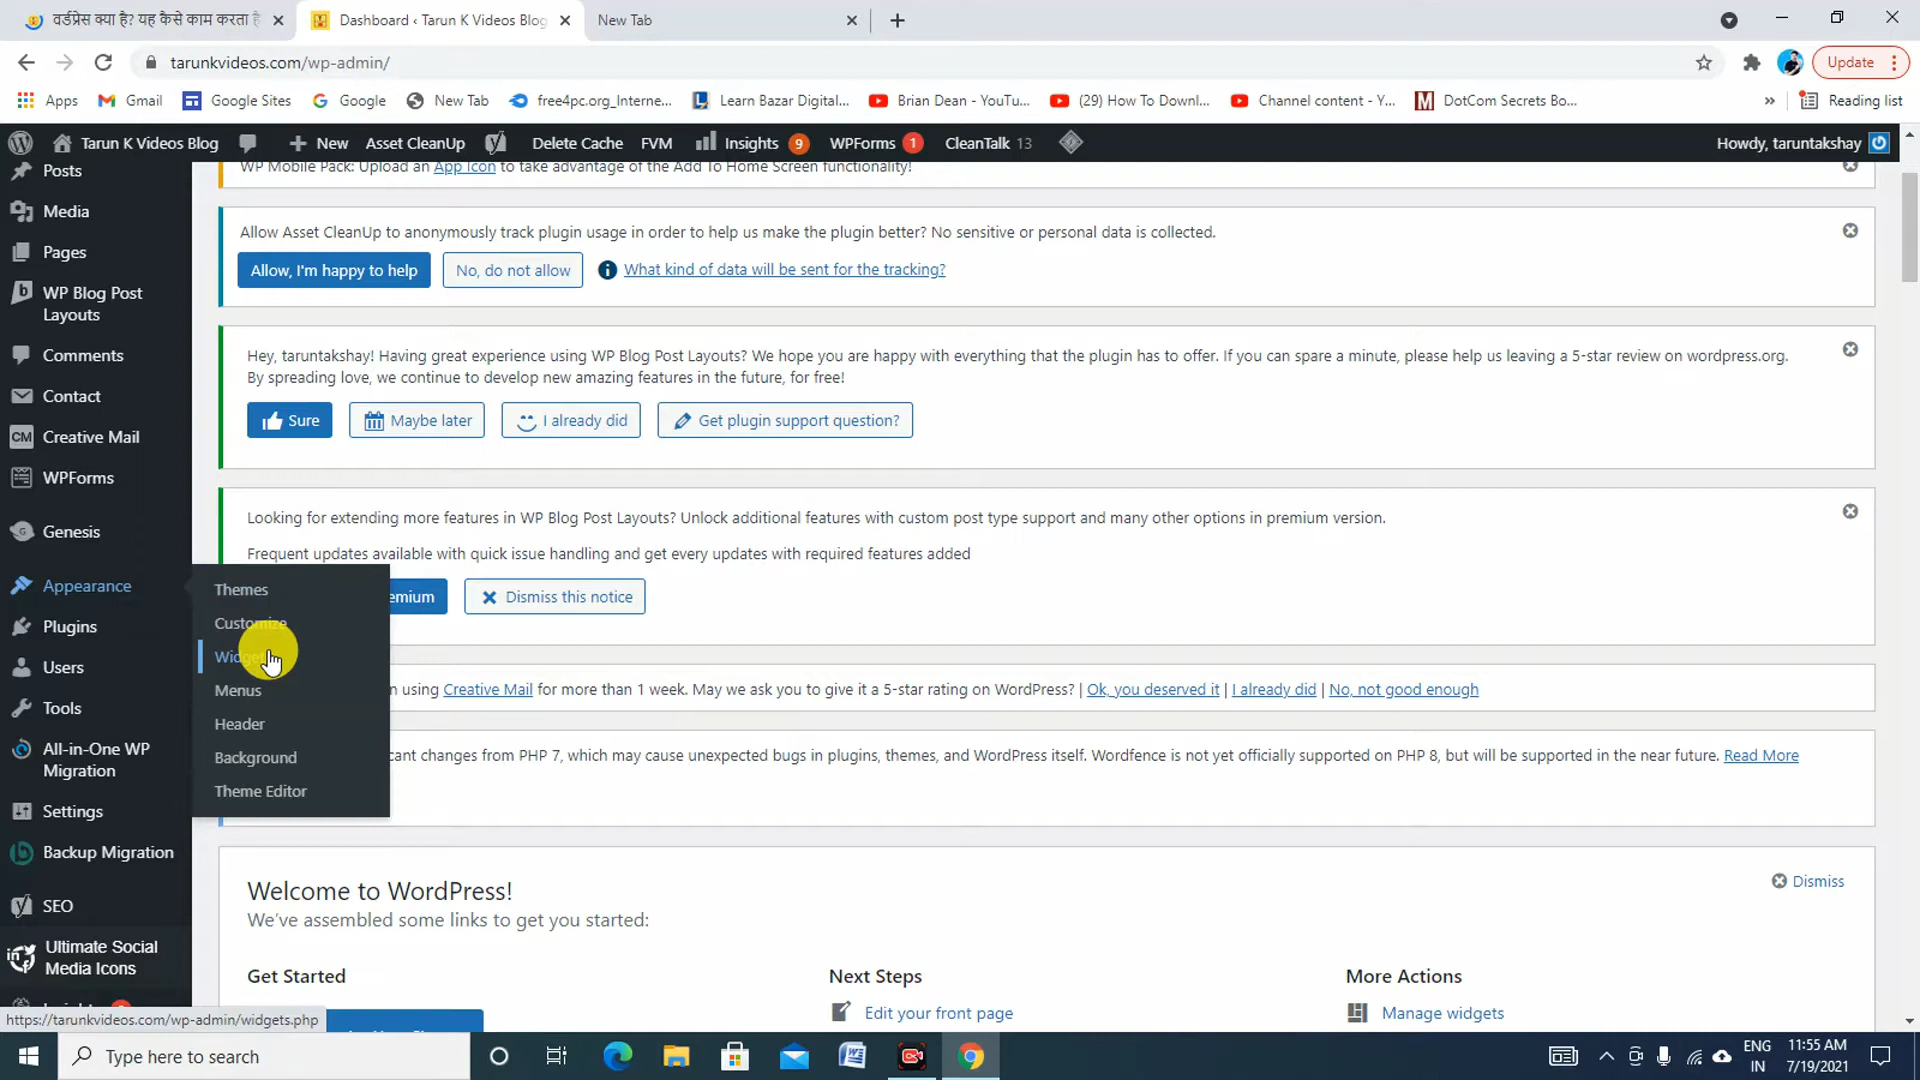 वर्डप्रेस क्या है? यह कैसे काम करता है
Dashboard ‹ Tarun K Videos Blog
New Tab
tarunkvideos.com/wp-admin/
Update
Apps
Gmail
Google Sites
Google
New Tab
free4pc.org_Interne...
Learn Bazar Digital...
Brian Dean - YouTu...
(29) How To Downl...
Channel content - Y...
DotCom Secrets Bo...
»
Reading list
Tarun K Videos Blog
New
Asset CleanUp
Delete Cache
FVM
Insights 9
WPForms 1
CleanTalk 13
Howdy, taruntakshay
Posts
Media
Pages
WP Blog Post
Layouts
Comments
Contact
CM Creative Mail
WPForms
Genesis
Appearance
Plugins
Users
Tools
All-in-One WP
Migration
Settings
Backup Migration
SEO
Ultimate Social
Media Icons
Themes
Customize
Menus
Header
Background
Theme Editor
WP Mobile Pack: Upload an App Icon to take advantage of the Add To Home Screen functionality!
Allow Asset CleanUp to anonymously track plugin usage in order to help us make the plugin better? No sensitive or personal data is collected.
Allow, I'm happy to help
No, do not allow
What kind of data will be sent for the tracking?
Hey, taruntakshay! Having great experience using WP Blog Post Layouts? We hope you are happy with everything that the plugin has to offer. If you can spare a minute, please help us leaving a 5-star review on wordpress.org.
By spreading love, we continue to develop new amazing features in the future, for free!
Sure
Maybe later
I already did
Get plugin support question?
Looking for extending more features in WP Blog Post Layouts? Unlock additional features with custom post type support and many other options in premium version.
Frequent updates available with quick issue handling and get every updates with required features added
emium
Dismiss this notice
n using Creative Mail for more than 1 week. May we ask you to give it a 5-star rating on WordPress? | Ok, you deserved it | I already did | No, not good enough
cant changes from PHP 7, which may cause unexpected bugs in plugins, themes, and WordPress itself. Wordfence is not yet officially supported on PHP 8, but will be supported in the near future. Read More
Welcome to WordPress!
We've assembled some links to get you started:
Dismiss
Get Started
Next Steps
More Actions
Edit your front page
Manage widgets
https://tarunkvideos.com/wp-admin/widgets.php
Type here to search
ENG
IN
11:55 AM
7/19/2021